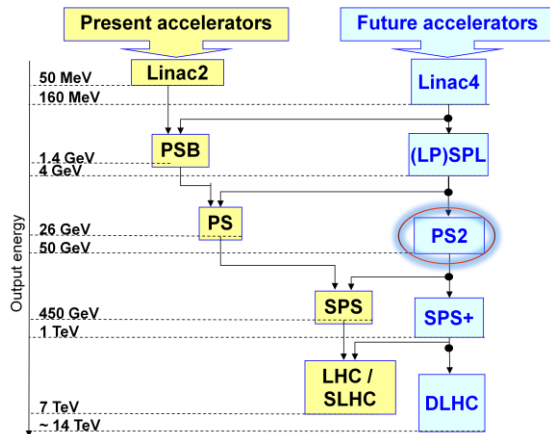 Present accelerators
Future accelerators
Linac2
Linac4
50 MeV
160 MeV
PSB
(LP)SPL
1.4 GeV
4 GeV
PS
PS2
26 GeV
50 GeV
Output energy
SPS
SPS+
450 GeV
1 TeV
LHC /
SLHC
DLHC
7 TeV
~ 14 TeV